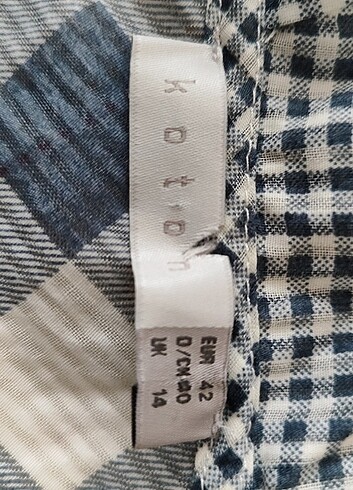 koton
EUR 42
D/CH 40
UK 14